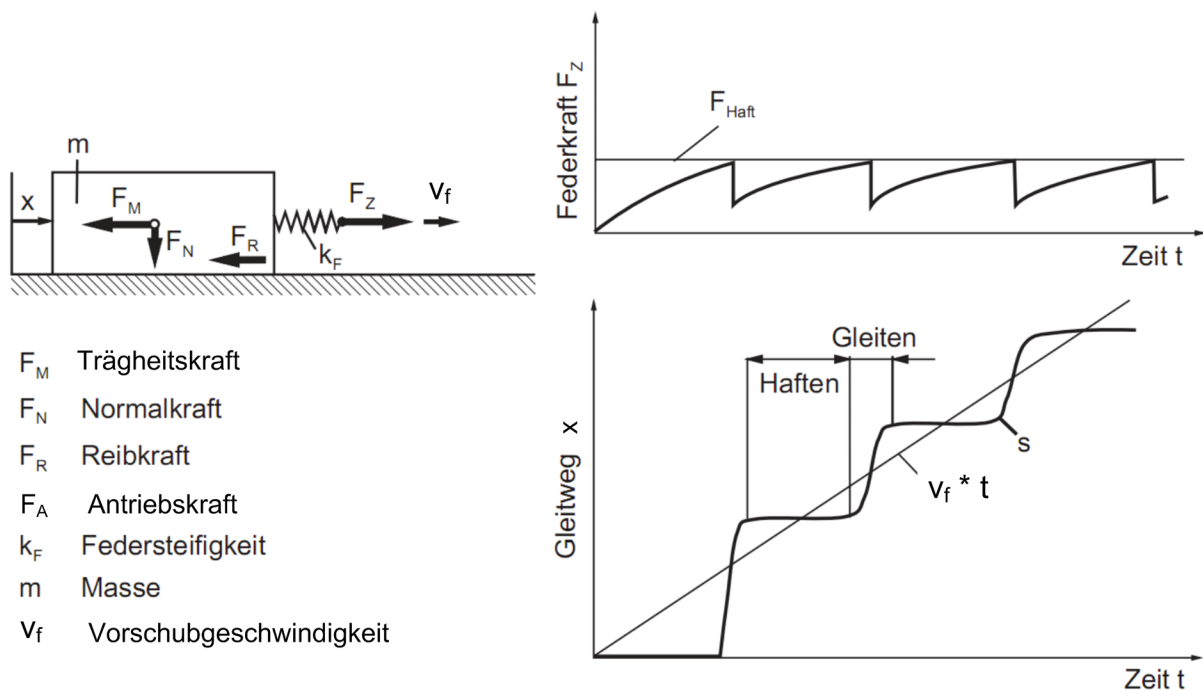 m
x
F_M
F_N
F_R
k_F
F_Z
v_f
F_M Trägheitskraft
F_N Normalkraft
F_R Reibkraft
F_A Antriebskraft
k_F Federsteifigkeit
m Masse
v_f Vorschubgeschwindigkeit
Federkraft F_Z
F_Haft
Zeit t
Gleitweg x
Gleiten
Haften
s
v_f * t
Zeit t